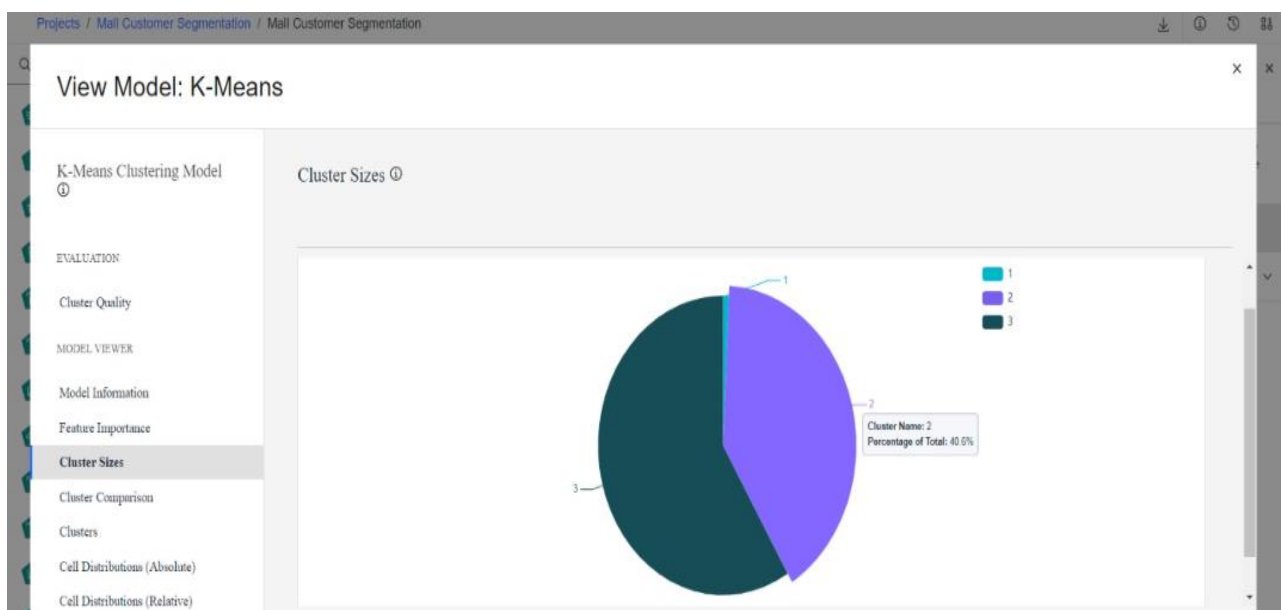 Projects / Mall Customer Segmentation / Mall Customer Segmentation
View Model: K-Means
K-Means Clustering Model
Cluster Sizes
EVALUATION
Cluster Quality
MODEL VIEWER
Model Information
Feature Importance
Cluster Sizes
Cluster Comparison
Clusters
Cell Distributions (Absolute)
Cell Distributions (Relative)
1
2
3
1
2
3
Cluster Name: 2
Percentage of Total: 40.6%